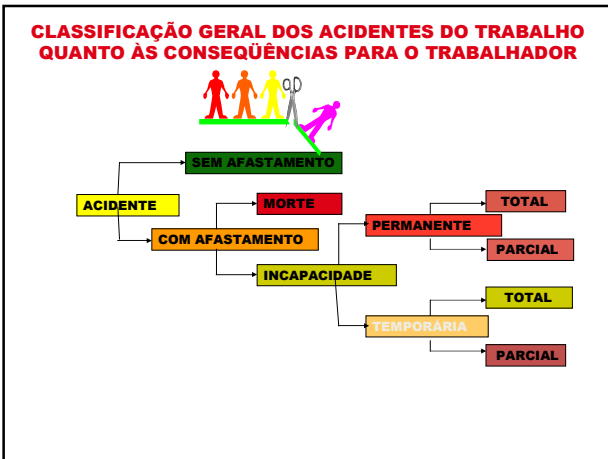 CLASSIFICAÇÃO GERAL DOS ACIDENTES DO TRABALHO
QUANTO ÀS CONSEQÜÊNCIAS PARA O TRABALHADOR
SEM AFASTAMENTO
ACIDENTE
MORTE
TOTAL
PERMANENTE
COM AFASTAMENTO
PARCIAL
INCAPACIDADE
TOTAL
TEMPORÁRIA
PARCIAL